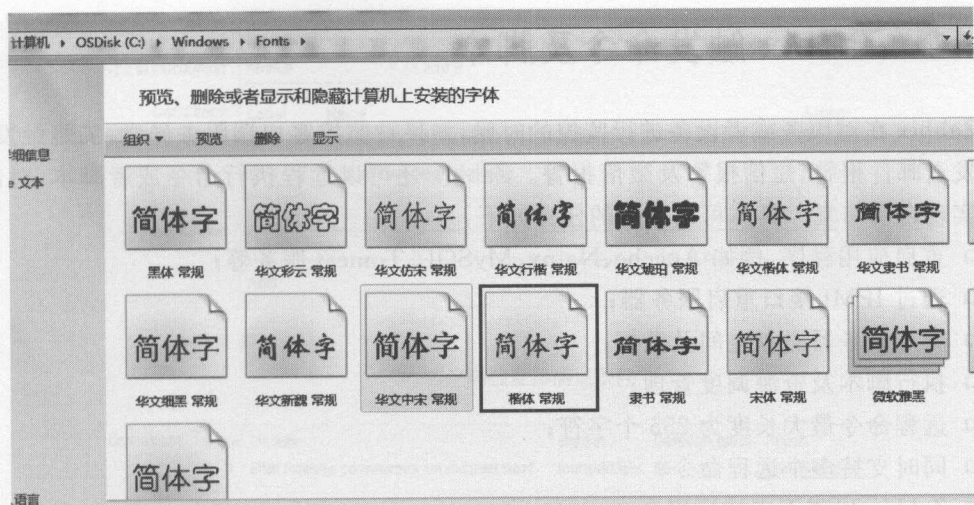 计算机 ▸ OSDisk (C:) ▸ Windows ▸ Fonts ▸
预览、删除或者显示和隐藏计算机上安装的字体
组织 ▾ 预览 删除 显示
细信息
文本
简体字 简体字 简体字 简体字 简体字 简体字 简体字
黑体 常规 华文彩云 常规 华文仿宋 常规 华文行楷 常规 华文琥珀 常规 华文楷体 常规 华文隶书 常规
简体字 简体字 简体字 简体字 简体字 简体字 简体字
华文细黑 常规 华文新魏 常规 华文中宋 常规 楷体 常规 隶书 常规 宋体 常规 微软雅黑
简体字
语言